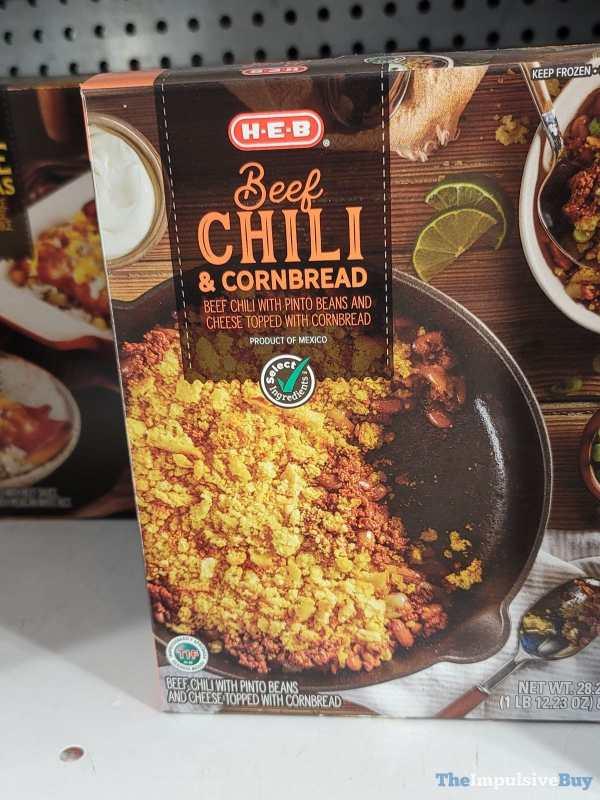 H-E-B
KEEP FROZEN
H-E-B
Beef
CHILI
& CORNBREAD
BEEF CHILI WITH PINTO BEANS AND
CHEESE TOPPED WITH CORNBREAD
PRODUCT OF MEXICO
Select
Ingredients
BEEF CHILI WITH PINTO BEANS
AND CHEESE TOPPED WITH CORNBREAD
NET WT. 28.2
(1 LB 12.23 OZ)
TheImpulsiveBuy